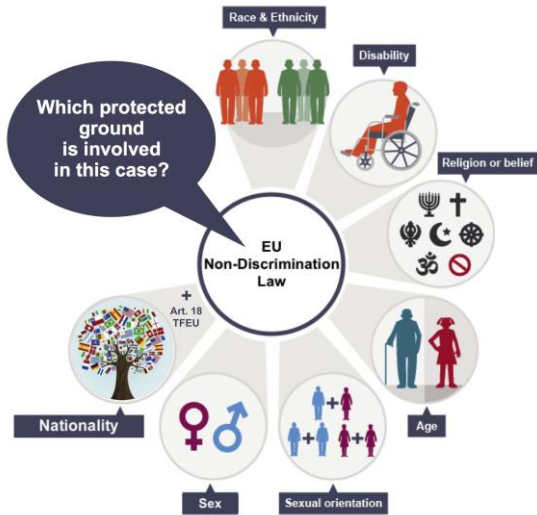 Race & Ethnicity
Disability
Which protected
ground
is involved
in this case?
Religion or belief
EU
Non-Discrimination
Law
+
Art. 18
TFEU
Nationality
Age
Sex
Sexual orientation